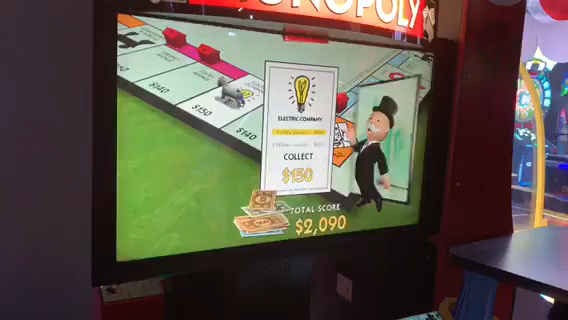 NOPOLY
$140
$150
$140
ELECTRIC COMPANY
COLLECT
$150
TOTAL SCORE
$2,090